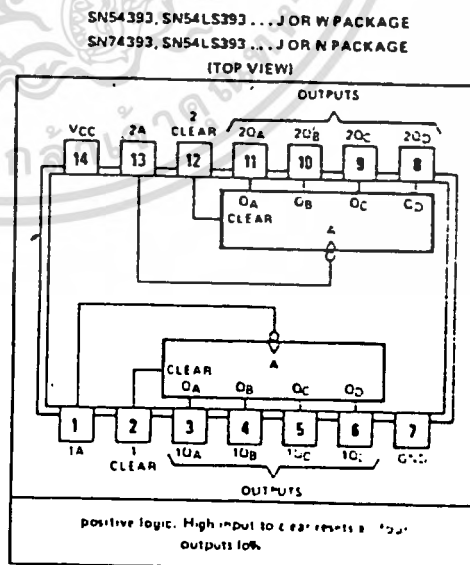 SN54393, SN54LS393 ... J OR W PACKAGE
SN74393, SN54LS393 ... J OR N PACKAGE
(TOP VIEW)
OUTPUTS
VCC 2A 2 CLEAR 2QA 2QB 2QC 2QD
14 13 12 11 10 9 8
QA QB QC QD
CLEAR
A
A
CLEAR
QA QB QC QD
1 2 3 4 5 6 7
1A 1 CLEAR 1QA 1QB 1QC GND
OUTPUTS
positive logic. High input to clear resets
outputs low